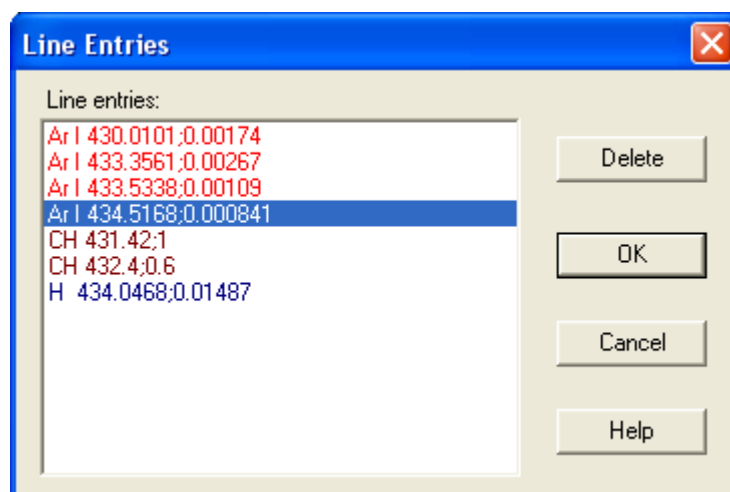 Line Entries
Line entries:
Ar I 430.0101;0.00174
Ar I 433.3561;0.00267
Ar I 433.5338;0.00109
Ar I 434.5168;0.000841
CH 431.42;1
CH 432.4;0.6
H  434.0468;0.01487
Delete
OK
Cancel
Help